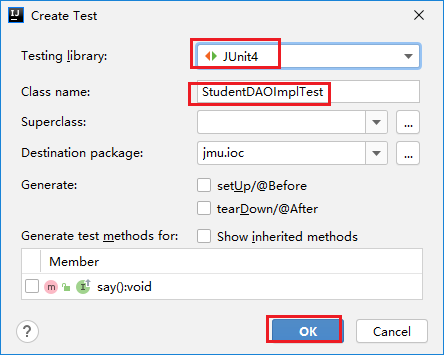 Create Test
Testing library: JUnit4
Class name: StudentDAOImplTest
Superclass: ...
Destination package: jmu.ioc ...
Generate: setUp/@Before
tearDown/@After
Generate test methods for: Show inherited methods
Member
m I say():void
? OK Cancel